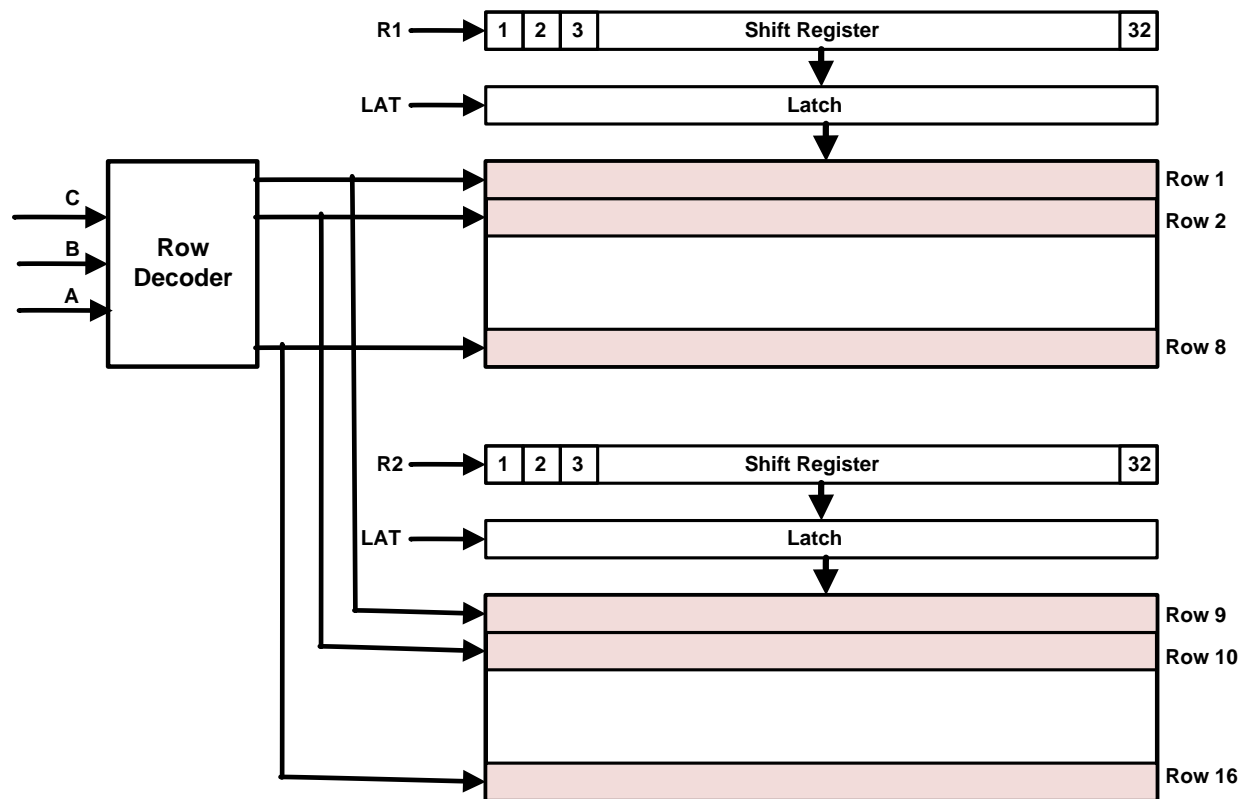 R1 1 2 3 Shift Register 32
LAT Latch
Row 1
C
Row 2
B
Row
Decoder
A
Row 8
R2 1 2 3 Shift Register 32
LAT Latch
Row 9
Row 10
Row 16